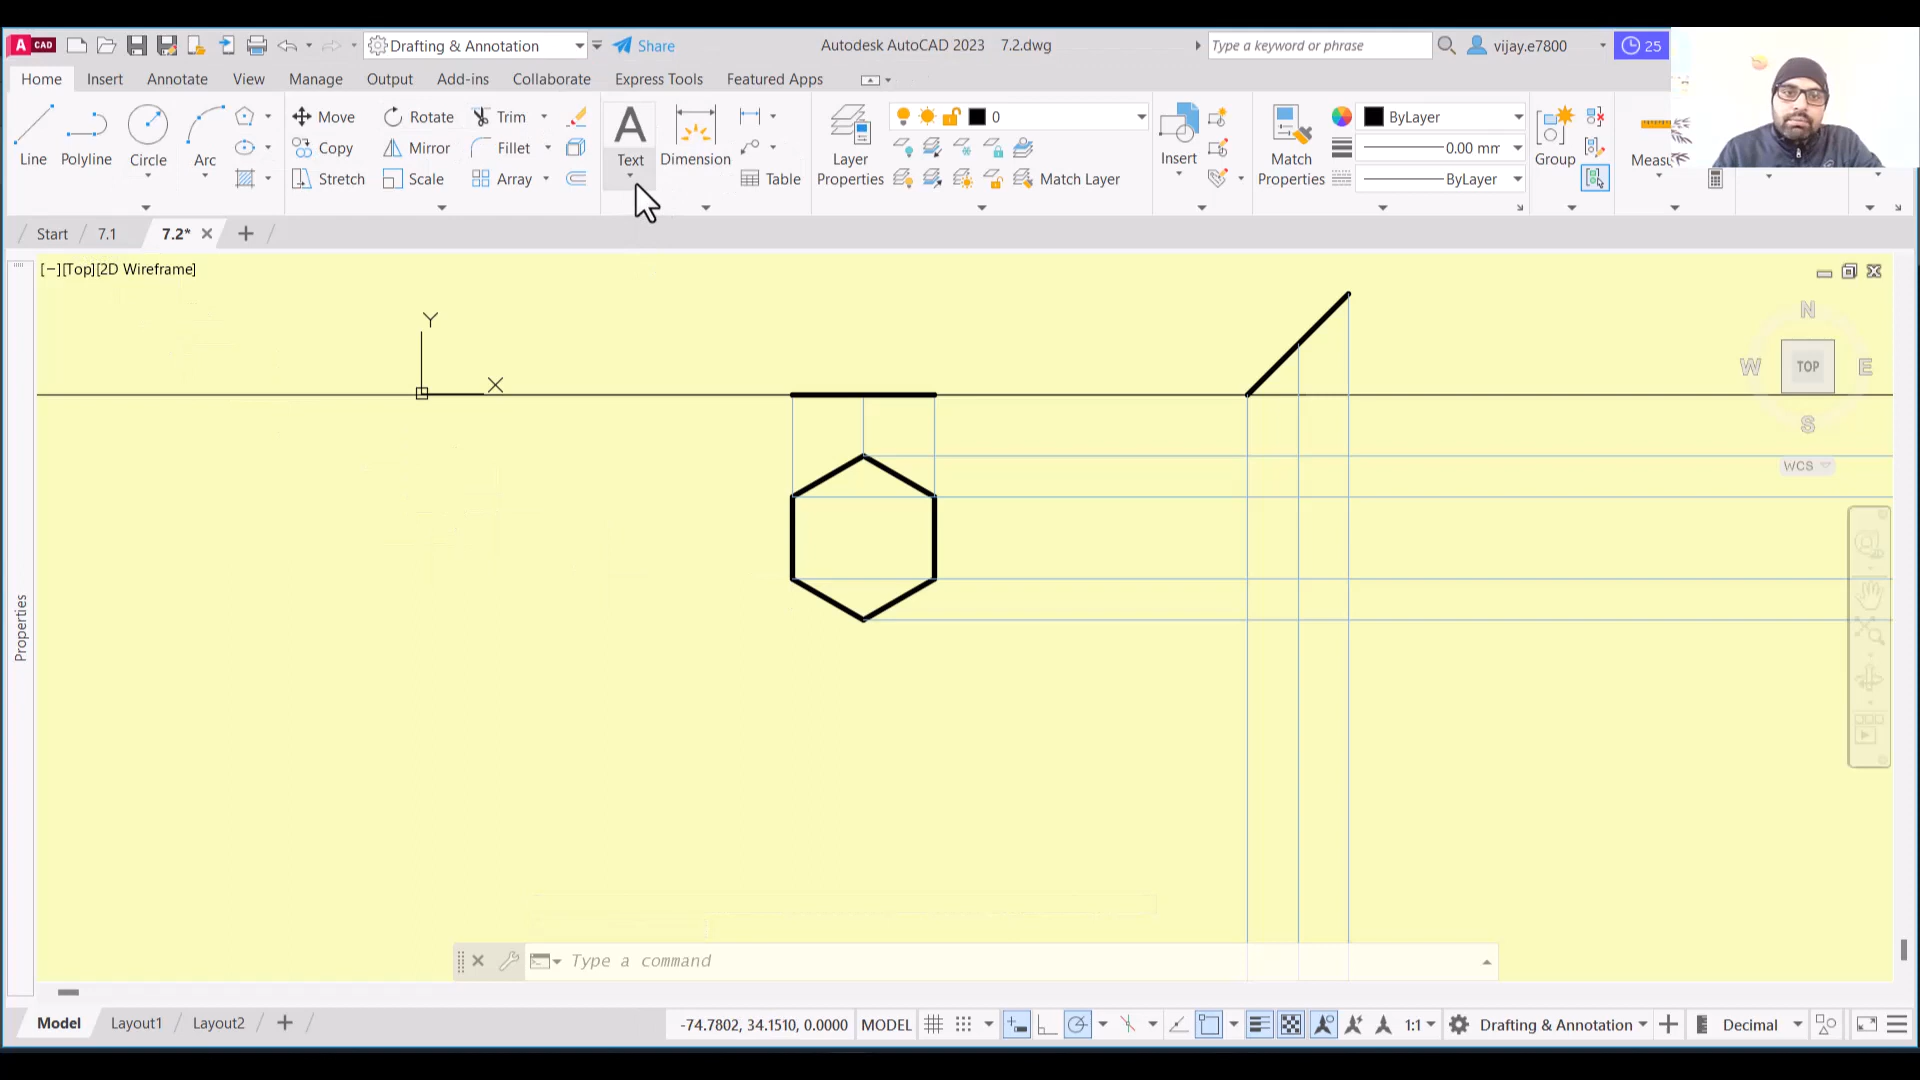 A CAD Drafting & Annotation Share Autodesk AutoCAD 2023 7.2.dwg Type a keyword or phrase vijay.e7800 25
Home Insert Annotate View Manage Output Add-ins Collaborate Express Tools Featured Apps
Move Rotate Trim 0 ByLayer
Copy Mirror Fillet 0.00 mm
Line Polyline Circle Arc Text Dimension Layer Insert Match Group Measu
Stretch Scale Array Table Properties Match Layer Properties ByLayer
Start 7.1 7.2*
[−][Top][2D Wireframe]
Y
X
N
W TOP E
S
WCS
Properties
Type a command
Model Layout1 Layout2 -74.7802, 34.1510, 0.0000 MODEL 1:1 Drafting & Annotation Decimal